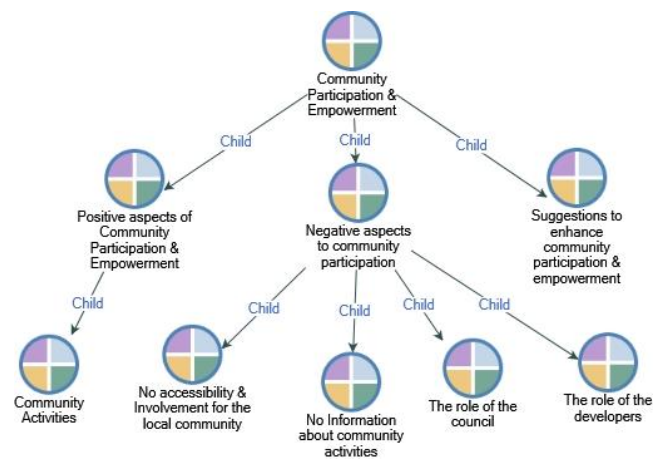 Community
Participation &
Empowerment
Child
Child
Child
Positive aspects of
Community
Participation &
Empowerment
Negative aspects
to community
participation
Suggestions to
enhance
community
participation &
empowerment
Child
Child
Child
Child
Child
Community
Activities
No accessibility &
Involvement for the
local community
No Information
about community
activities
The role of the
council
The role of the
developers